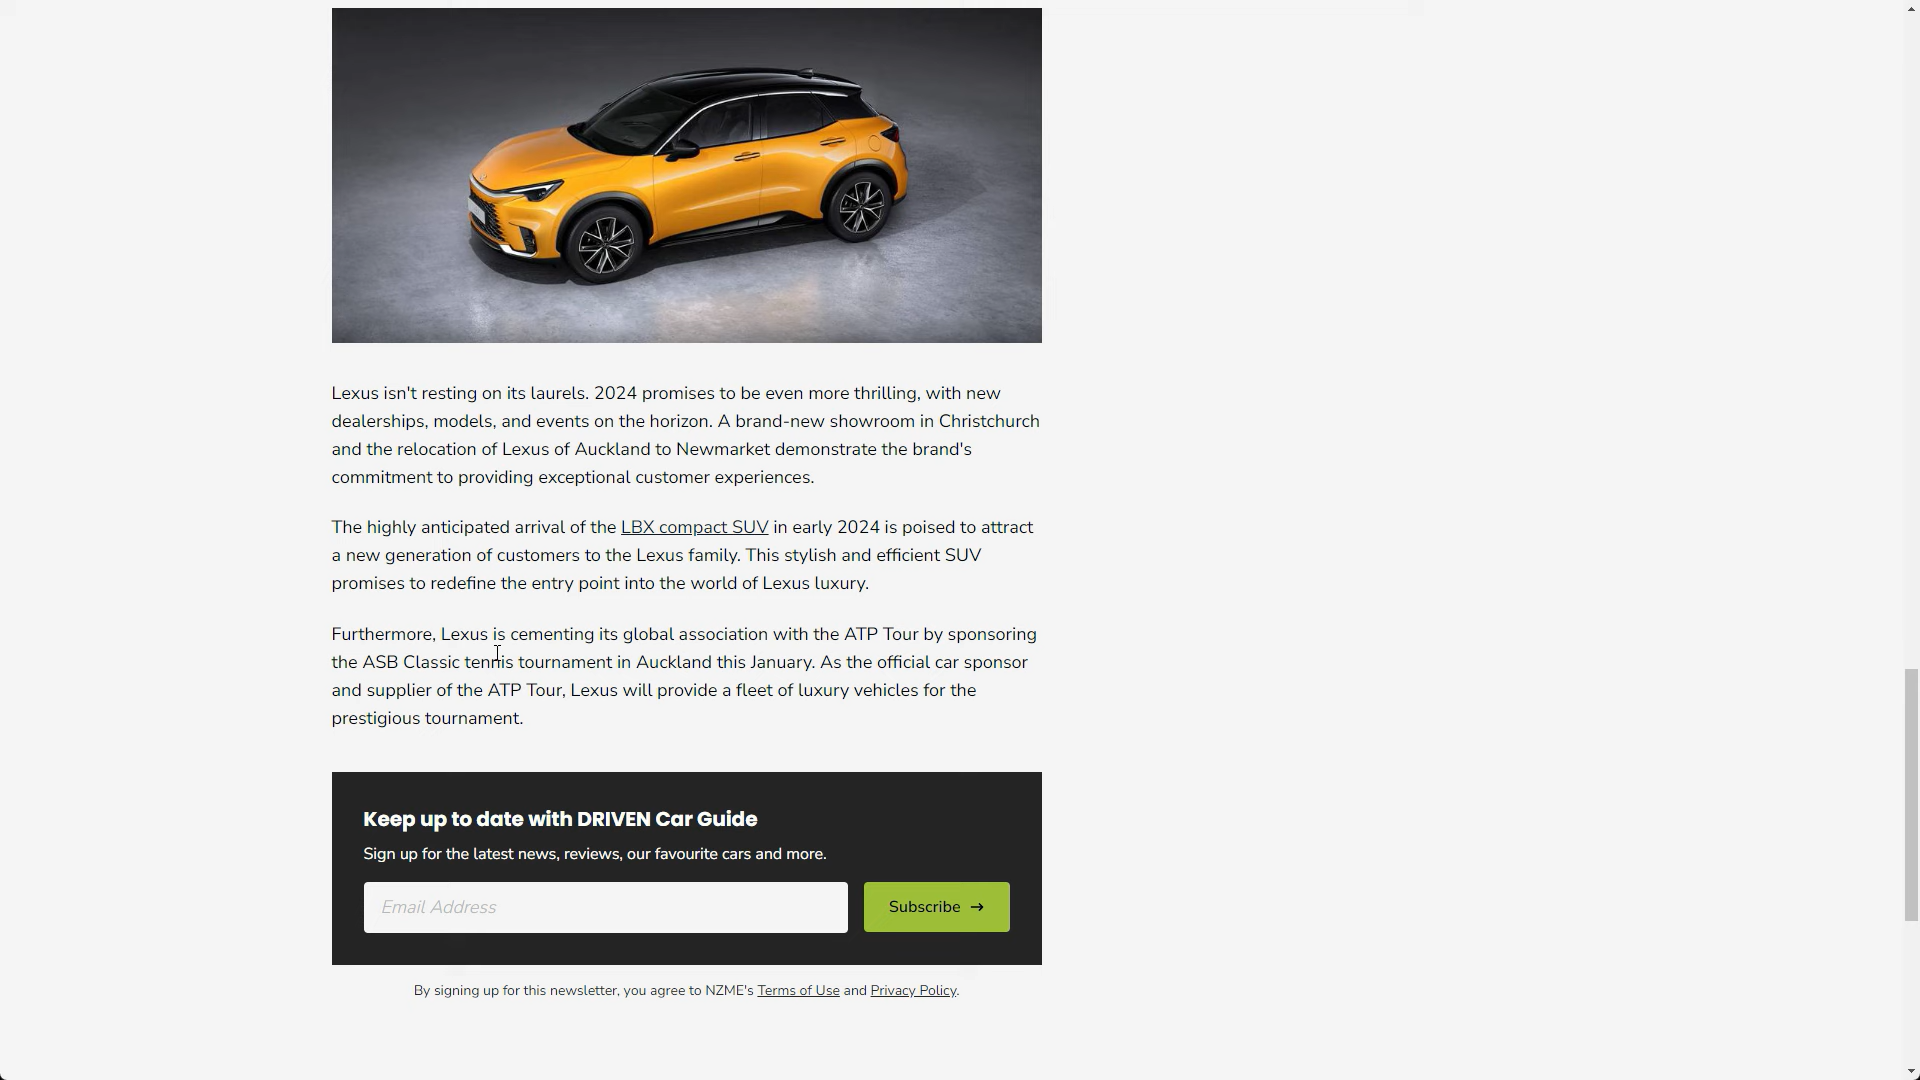 Lexus isn't resting on its laurels. 2024 promises to be even more thrilling, with new
dealerships, models, and events on the horizon. A brand-new showroom in Christchurch
and the relocation of Lexus of Auckland to Newmarket demonstrate the brand's
commitment to providing exceptional customer experiences.
The highly anticipated arrival of the LBX compact SUV in early 2024 is poised to attract
a new generation of customers to the Lexus family. This stylish and efficient SUV
promises to redefine the entry point into the world of Lexus luxury.
Furthermore, Lexus is cementing its global association with the ATP Tour by sponsoring
the ASB Classic tennis tournament in Auckland this January. As the official car sponsor
and supplier of the ATP Tour, Lexus will provide a fleet of luxury vehicles for the
prestigious tournament.
Keep up to date with DRIVEN Car Guide
Sign up for the latest news, reviews, our favourite cars and more.
Email Address
Subscribe →
By signing up for this newsletter, you agree to NZME's Terms of Use and Privacy Policy.